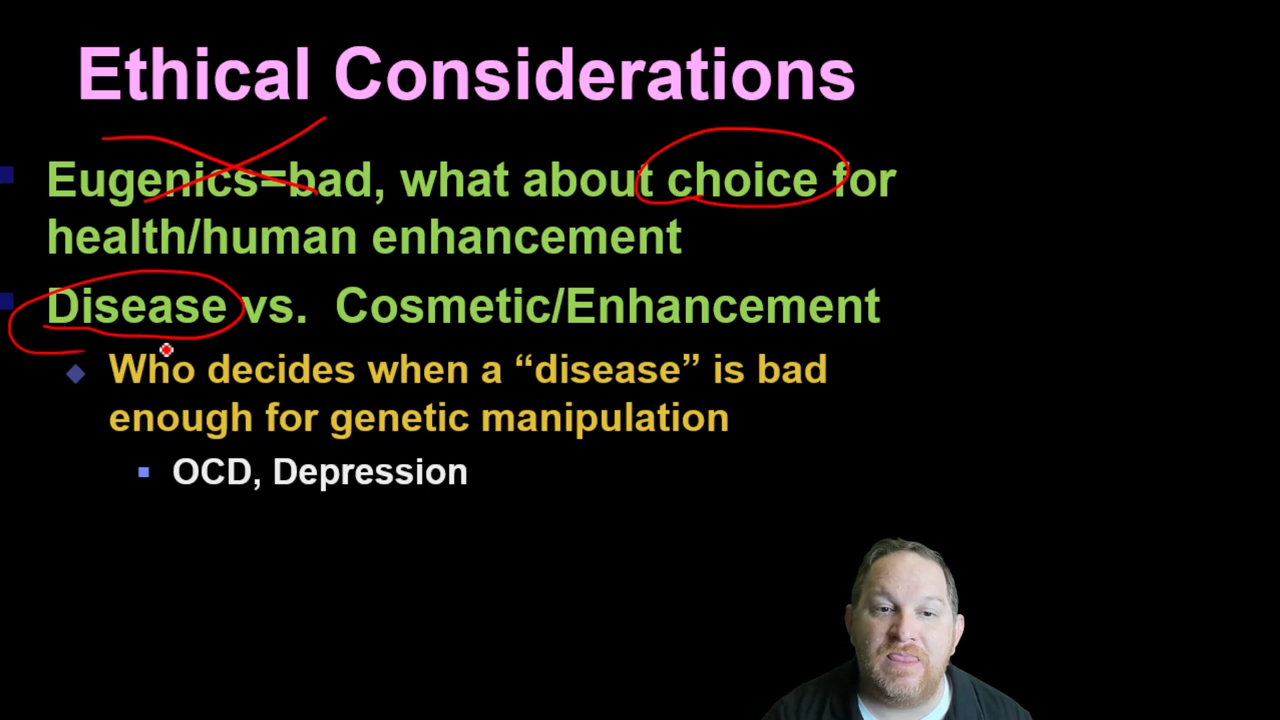 Ethical Considerations
Eugenics=bad, what about choice for
health/human enhancement
Disease vs. Cosmetic/Enhancement
Who decides when a “disease” is bad
enough for genetic manipulation
OCD, Depression